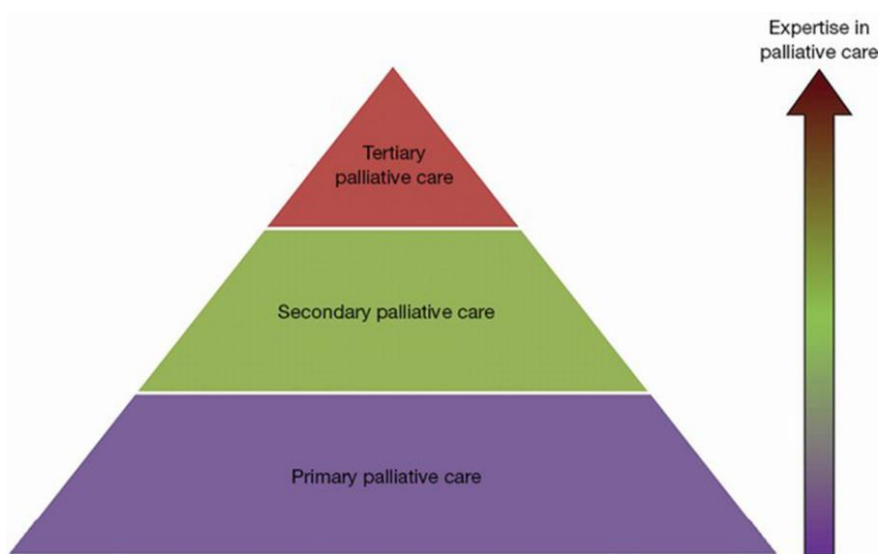 Expertise in
palliative care
Tertiary
palliative care
Secondary palliative care
Primary palliative care